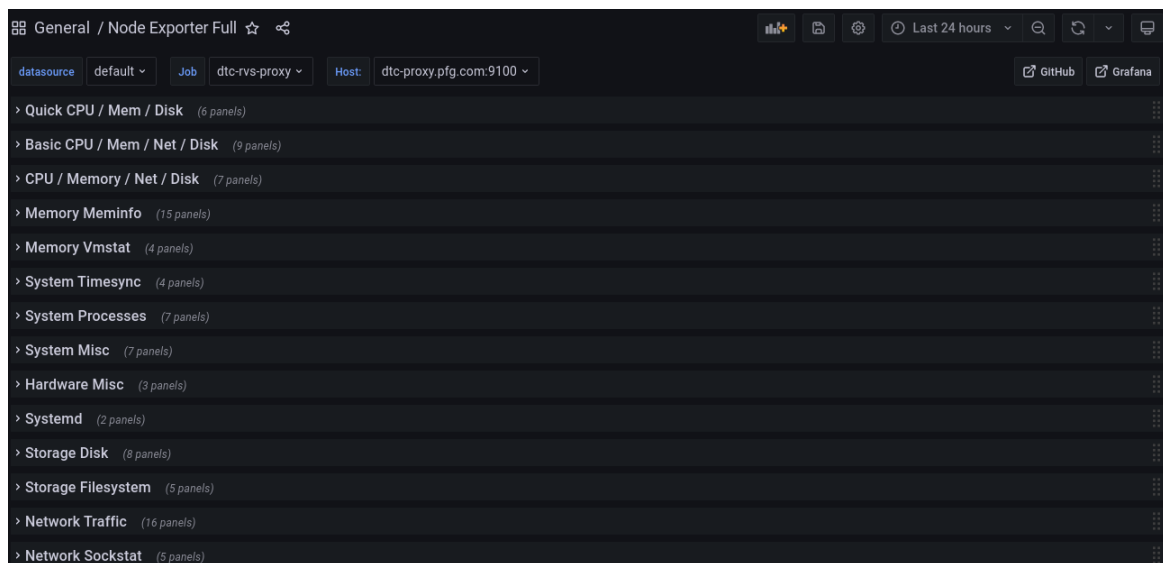 General / Node Exporter Full Last 24 hours
datasource default Job dtc-rvs-proxy Host: dtc-proxy.pfg.com:9100 GitHub Grafana
Quick CPU / Mem / Disk (6 panels)
Basic CPU / Mem / Net / Disk (9 panels)
CPU / Memory / Net / Disk (7 panels)
Memory Meminfo (15 panels)
Memory Vmstat (4 panels)
System Timesync (4 panels)
System Processes (7 panels)
System Misc (7 panels)
Hardware Misc (3 panels)
Systemd (2 panels)
Storage Disk (8 panels)
Storage Filesystem (5 panels)
Network Traffic (16 panels)
Network Sockstat (5 panels)